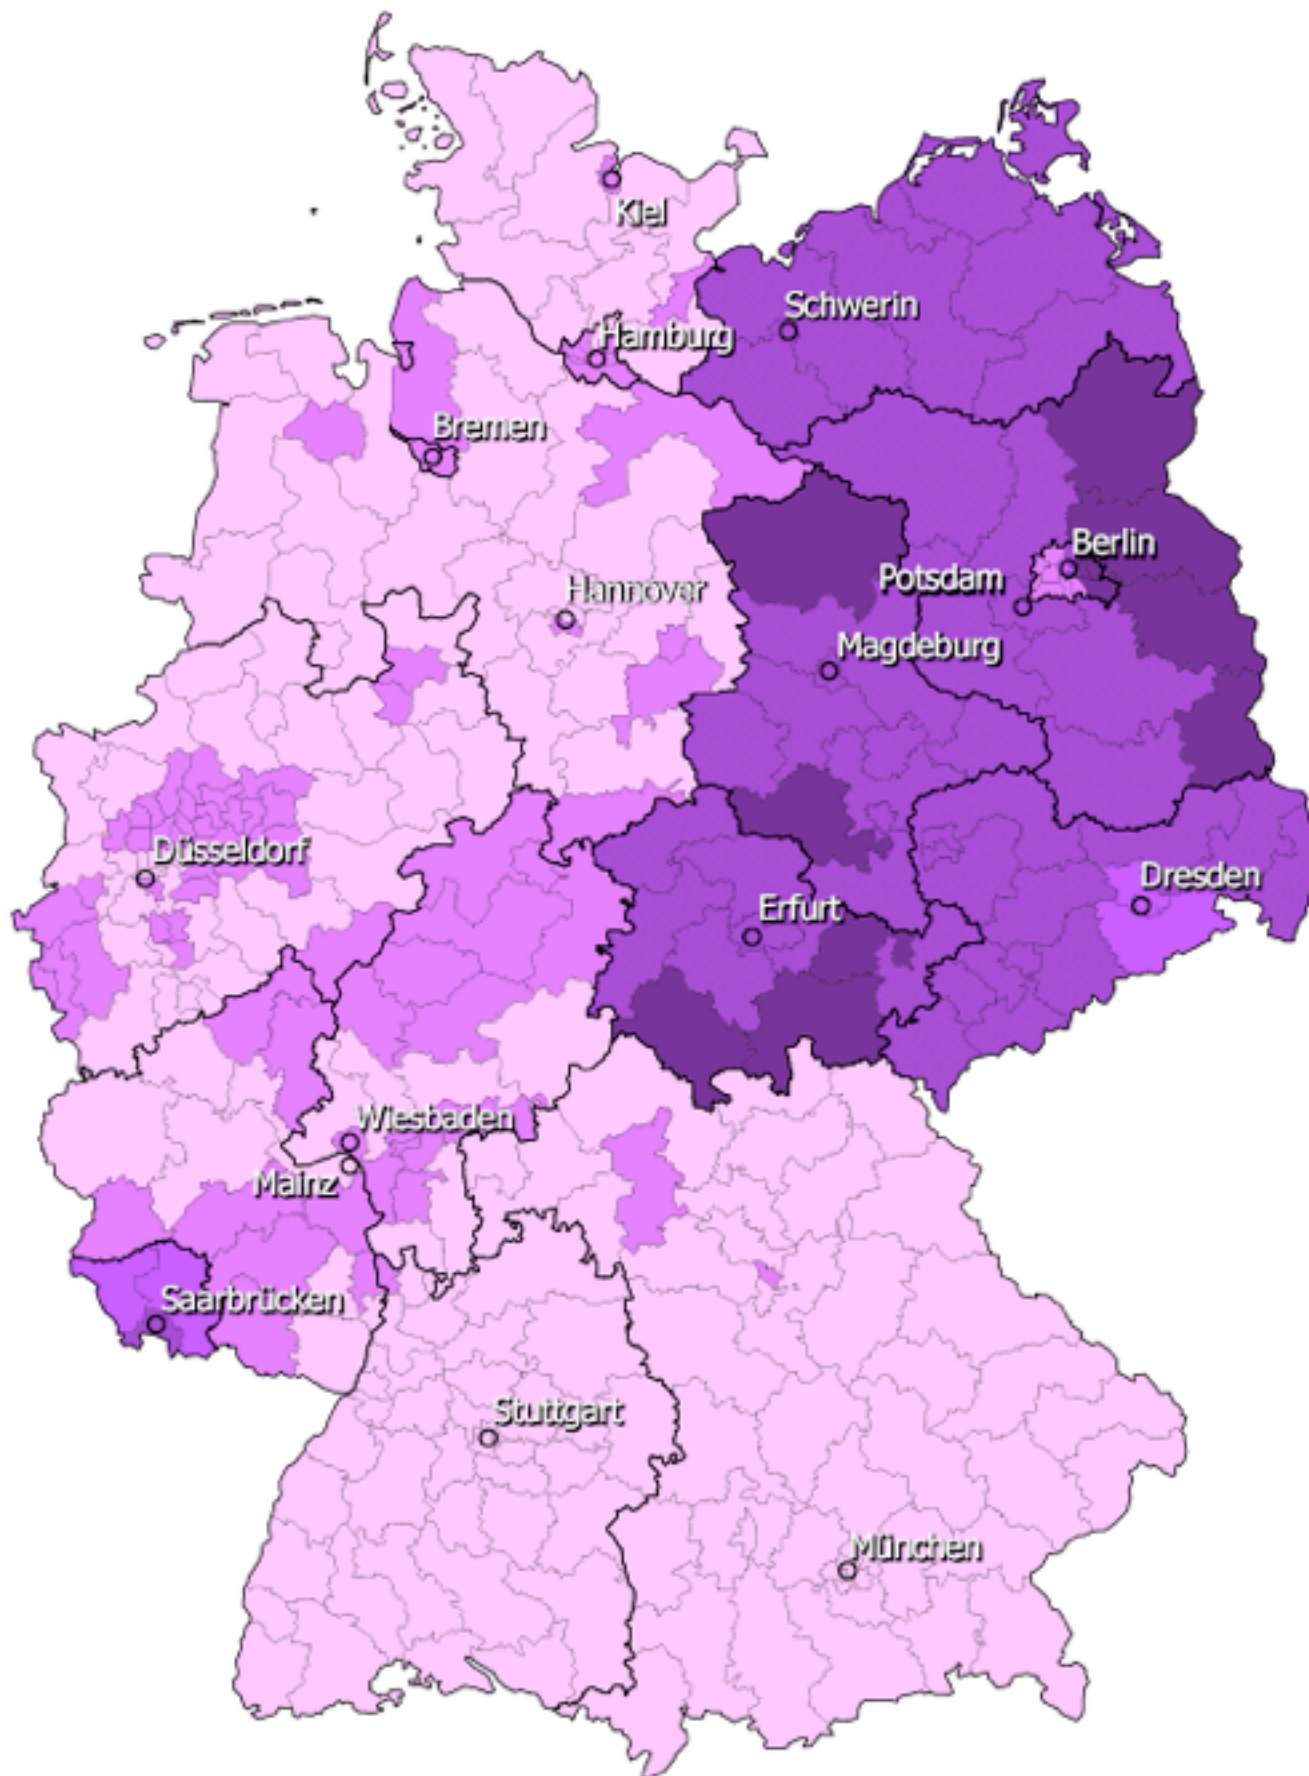 Kiel
Schwerin
Hamburg
Bremen
Berlin
Potsdam
Hannover
Magdeburg
Düsseldorf
Dresden
Erfurt
Wiesbaden
Mainz
Saarbrücken
Stuttgart
München